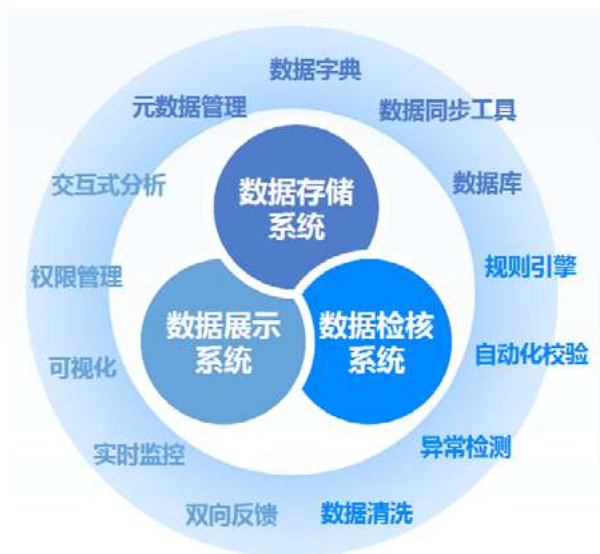 数据字典
元数据管理
数据同步工具
交互式分析
数据存储
系统
数据库
权限管理
规则引擎
数据展示
系统
数据检核
系统
可视化
自动化校验
实时监控
异常检测
双向反馈
数据清洗